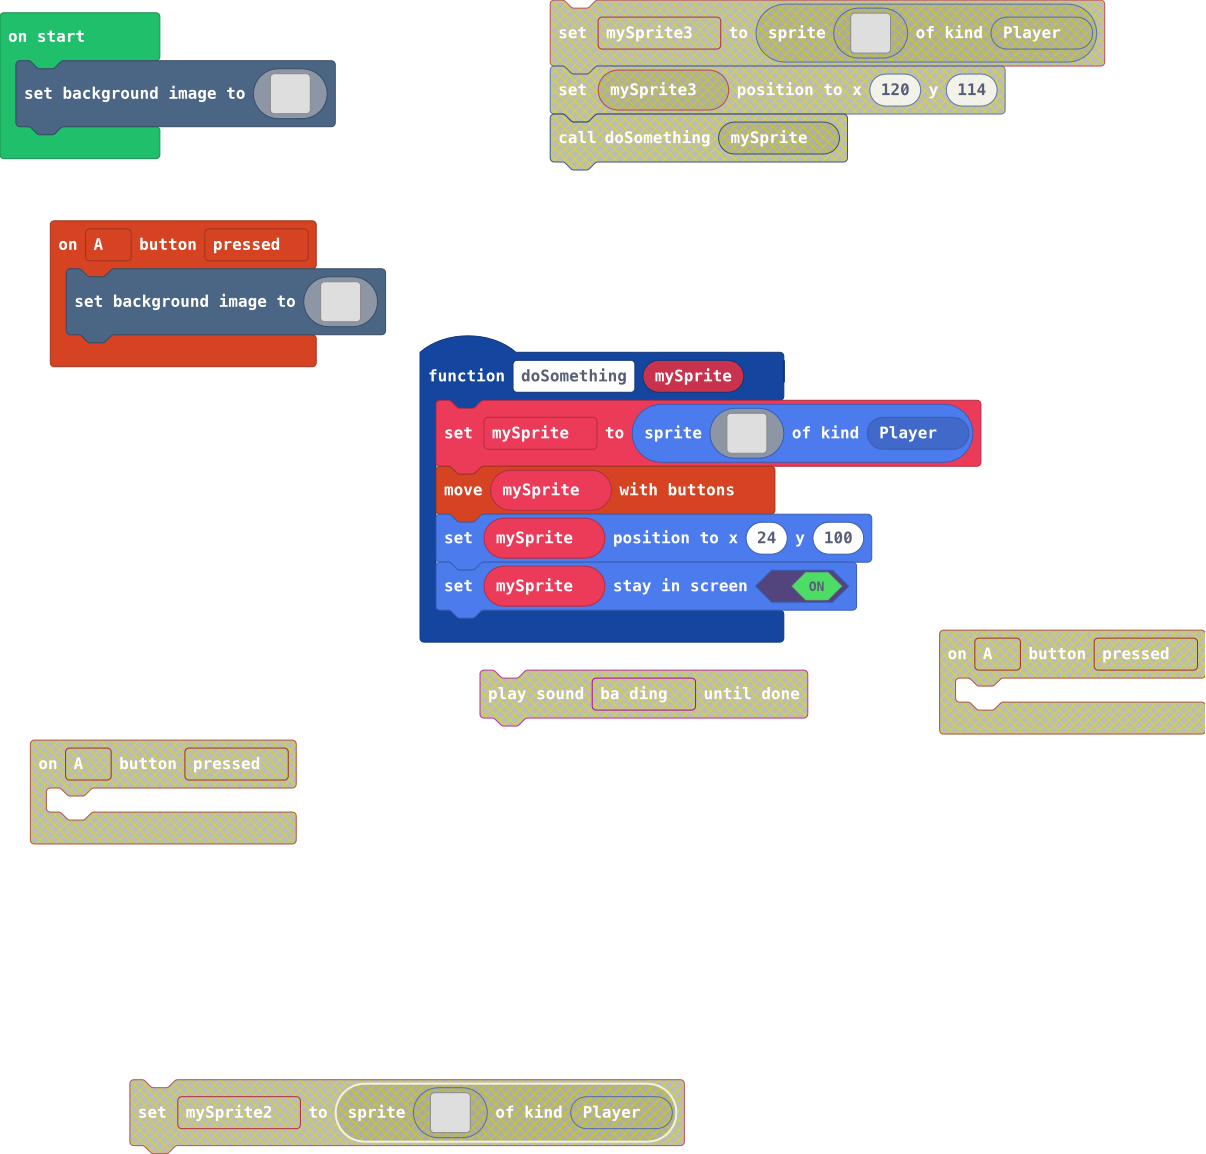 on start
set background image to
set mySprite3 to sprite of kind Player
set mySprite3 position to x 120 y 114
call doSomething mySprite
on A button pressed
set background image to
function doSomething mySprite
set mySprite to sprite of kind Player
move mySprite with buttons
set mySprite position to x 24 y 100
set mySprite stay in screen ON
on A button pressed
play sound ba ding until done
on A button pressed
set mySprite2 to sprite of kind Player